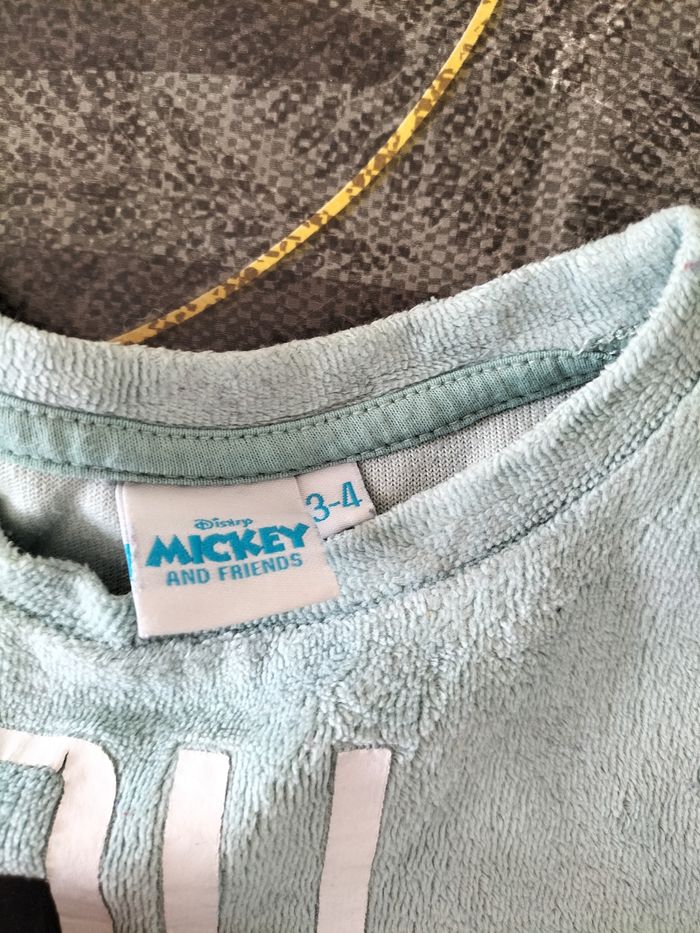 Disney
MICKEY
AND FRIENDS
3-4